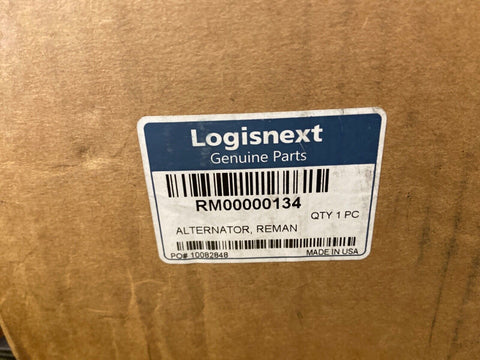 Logisnext
Genuine Parts
RM00000134
QTY 1 PC
ALTERNATOR, REMAN
PO# 10082848
MADE IN USA